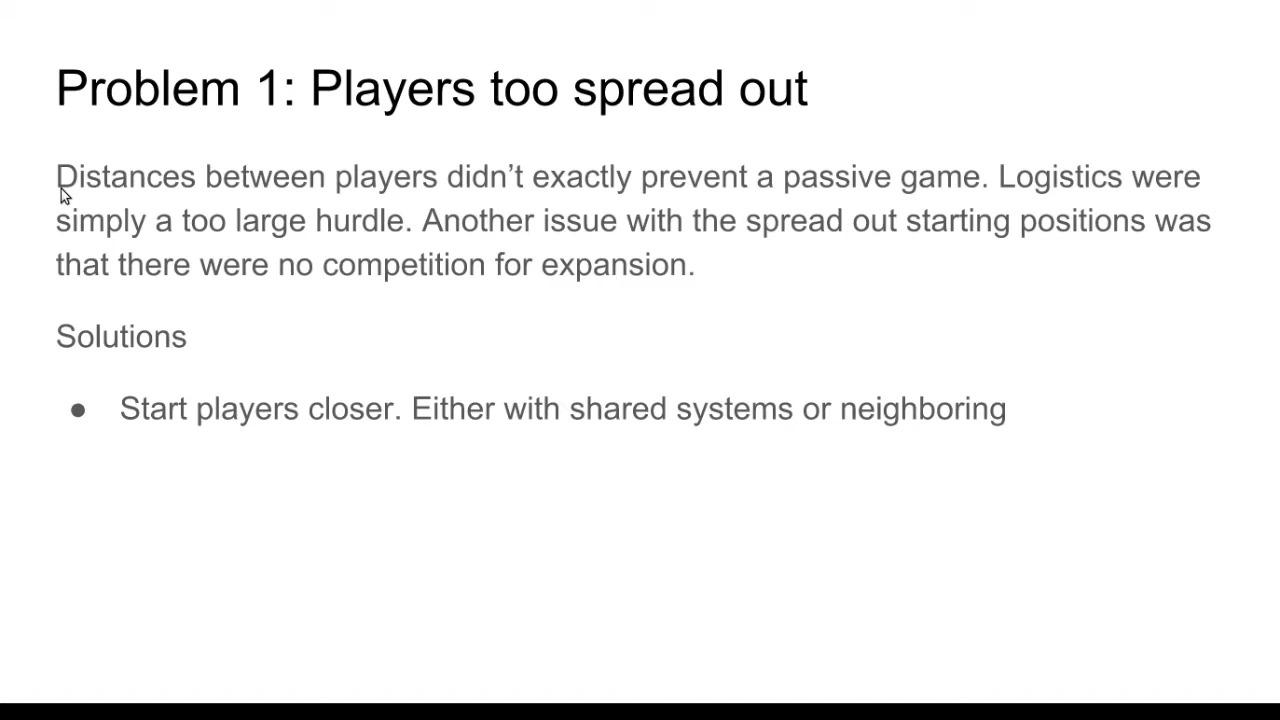 Problem 1: Players too spread out
Distances between players didn’t exactly prevent a passive game. Logistics were
simply a too large hurdle. Another issue with the spread out starting positions was
that there were no competition for expansion.
Solutions
● Start players closer. Either with shared systems or neighboring